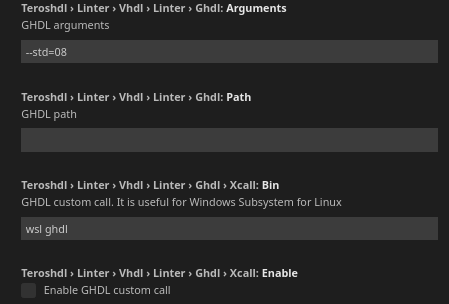 Teroshdl › Linter › Vhdl › Linter › Ghdl: Arguments
GHDL arguments
--std=08
Teroshdl › Linter › Vhdl › Linter › Ghdl: Path
GHDL path
Teroshdl › Linter › Vhdl › Linter › Ghdl › Xcall: Bin
GHDL custom call. It is useful for Windows Subsystem for Linux
wsl ghdl
Teroshdl › Linter › Vhdl › Linter › Ghdl › Xcall: Enable
Enable GHDL custom call